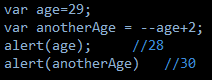 var age=29;
var anotherAge = --age+2;
alert(age);     //28
alert(anotherAge)   //30